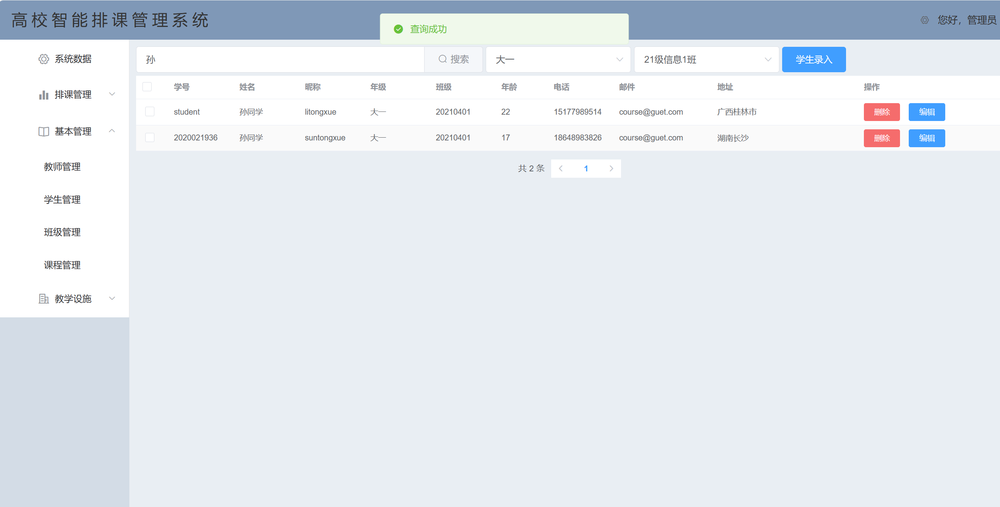 高校智能排课管理系统
查询成功
您好，管理员
系统数据
排课管理
基本管理
教师管理
学生管理
班级管理
课程管理
教学设施
孙 搜索 大一 21级信息1班 学生录入
学号 姓名 昵称 年级 班级 年龄 电话 邮件 地址 操作
student 孙同学 litongxue 大一 20210401 22 15177989514 course@guet.com 广西桂林市 删除 编辑
2020021936 孙同学 suntongxue 大一 20210401 17 18648983826 course@guet.com 湖南长沙 删除 编辑
共 2 条 1